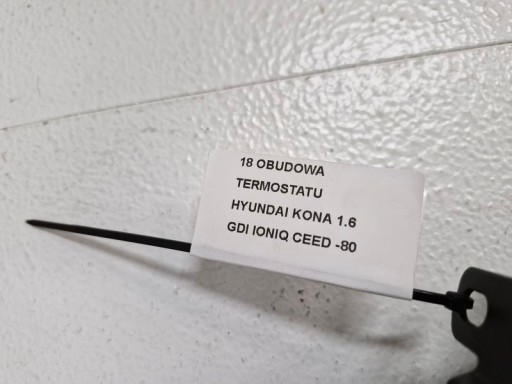 18 OBUDOWA
TERMOSTATU
HYUNDAI KONA 1.6
GDI IONIQ CEED -80